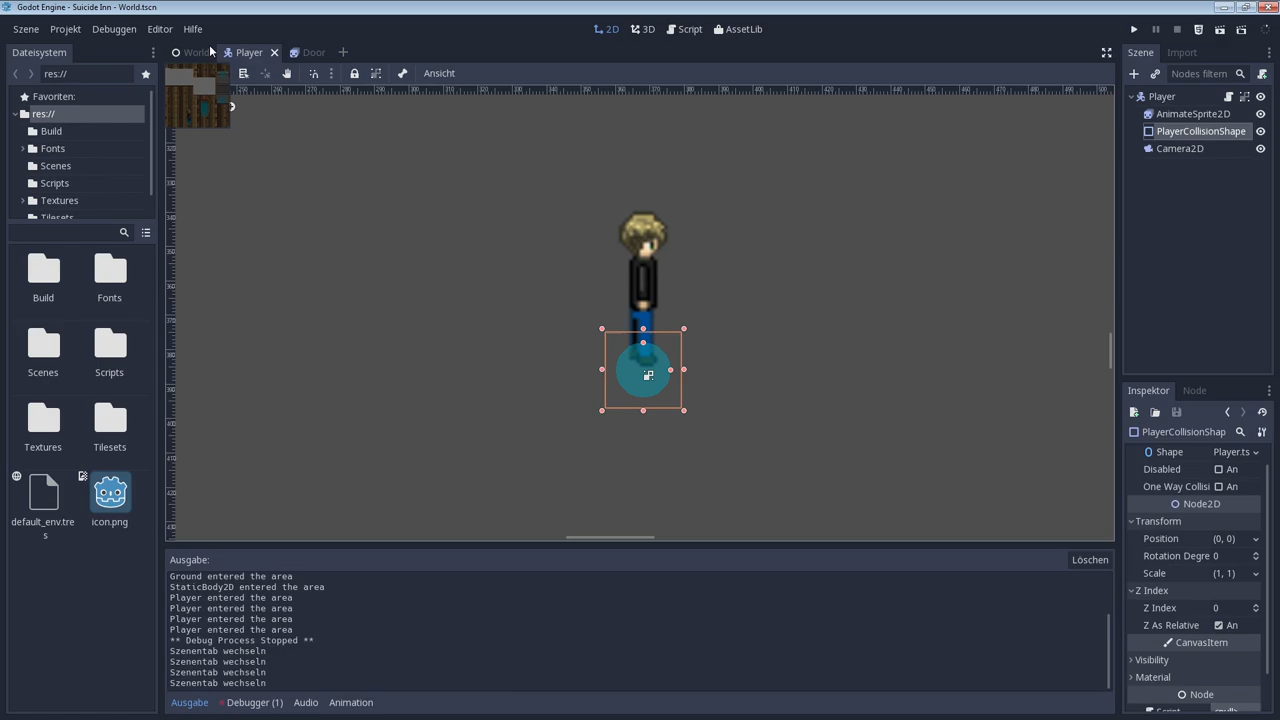 Godot Engine - Suicide Inn - World.tscn
Szene Projekt Debuggen Editor Hilfe
2D 3D Script AssetLib
Dateisystem
World Player Door
Szene Import
res://
Ansicht
Nodes filtern
Favoriten:
res://
Build
Fonts
Scenes
Scripts
Textures
Tilesets
Player
AnimateSprite2D
PlayerCollisionShape
Camera2D
Build Fonts
Scenes Scripts
Textures Tilesets
default_env.tre
s
icon.png
Inspektor Node
PlayerCollisionShap
Shape Player.ts
Disabled An
One Way Collisi An
Node2D
Transform
Position (0, 0)
Rotation Degre 0
Scale (1, 1)
Z Index
Z Index 0
Z As Relative An
CanvasItem
Visibility
Material
Node
Ausgabe: Löschen
Ground entered the area
StaticBody2D entered the area
Player entered the area
Player entered the area
Player entered the area
Player entered the area
** Debug Process Stopped **
Szenentab wechseln
Szenentab wechseln
Szenentab wechseln
Szenentab wechseln
Ausgabe Debugger (1) Audio Animation